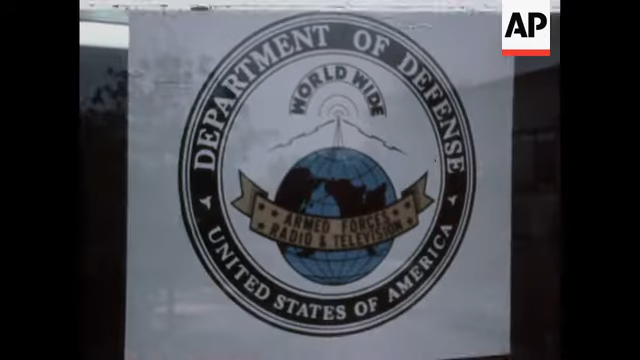 AP
DEPARTMENT OF DEFENSE
WORLD WIDE
ARMED FORCES
RADIO & TELEVISION
UNITED STATES OF AMERICA